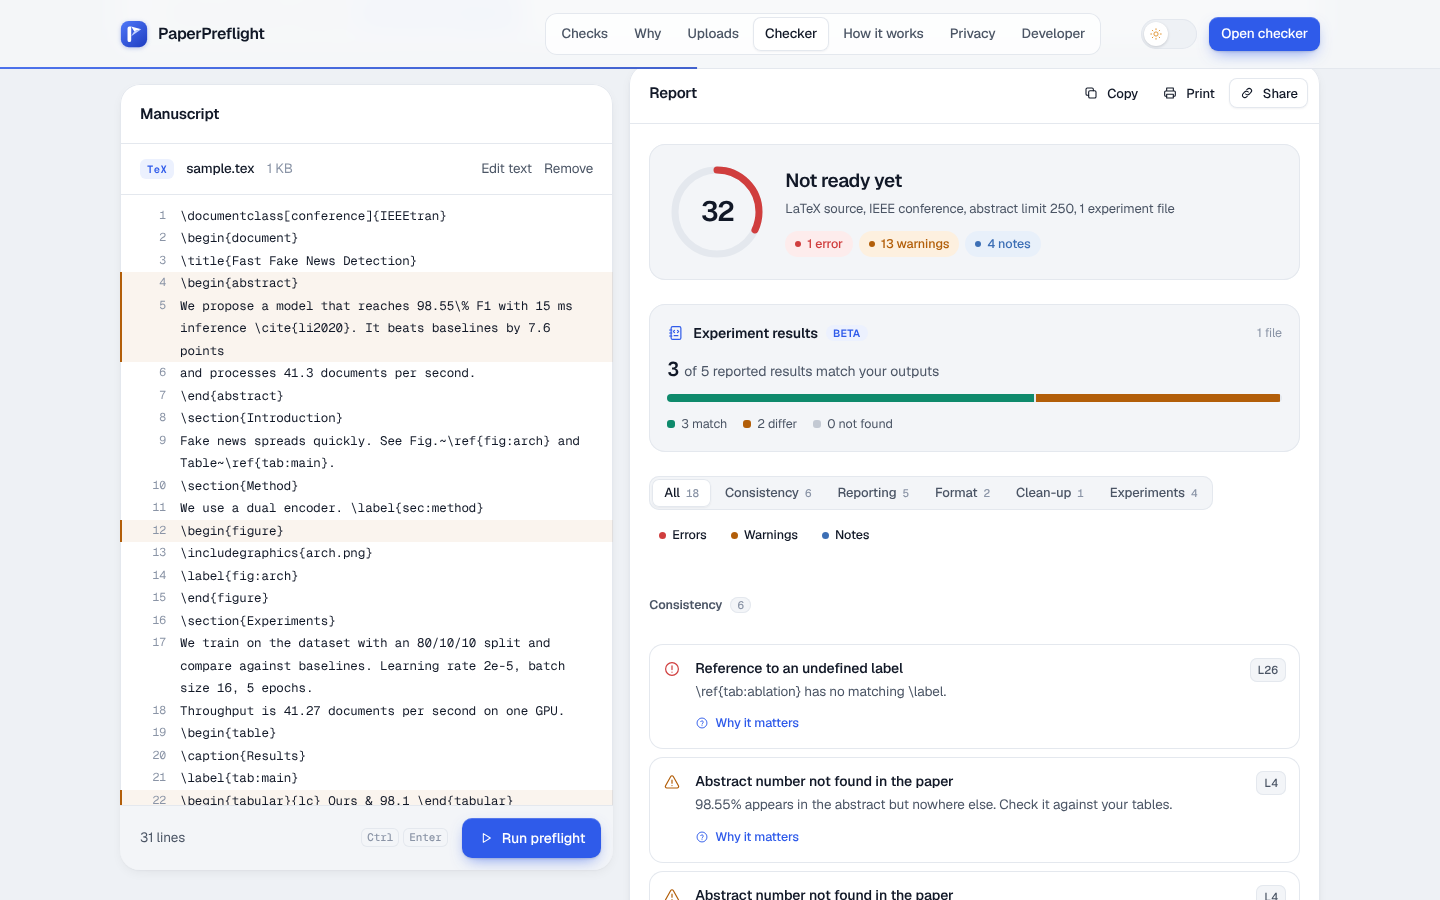 PaperPreflight
Checks Why Uploads Checker How it works Privacy Developer
Open checker
Manuscript
TeX sample.tex 1 KB Edit text Remove
1 \documentclass[conference]{IEEEtran}
2 \begin{document}
3 \title{Fast Fake News Detection}
4 \begin{abstract}
5 We propose a model that reaches 98.55\% F1 with 15 ms
inference \cite{li2020}. It beats baselines by 7.6
points
6 and processes 41.3 documents per second.
7 \end{abstract}
8 \section{Introduction}
9 Fake news spreads quickly. See Fig.~\ref{fig:arch} and
Table~\ref{tab:main}.
10 \section{Method}
11 We use a dual encoder. \label{sec:method}
12 \begin{figure}
13 \includegraphics{arch.png}
14 \label{fig:arch}
15 \end{figure}
16 \section{Experiments}
17 We train on the dataset with an 80/10/10 split and
compare against baselines. Learning rate 2e-5, batch
size 16, 5 epochs.
18 Throughput is 41.27 documents per second on one GPU.
19 \begin{table}
20 \caption{Results}
21 \label{tab:main}
22 \begin{tabular}{lc} Ours & 98.1 \end{tabular}
31 lines Ctrl Enter Run preflight
Report Copy Print Share
32
Not ready yet
LaTeX source, IEEE conference, abstract limit 250, 1 experiment file
1 error 13 warnings 4 notes
Experiment results BETA 1 file
3 of 5 reported results match your outputs
3 match 2 differ 0 not found
All 18 Consistency 6 Reporting 5 Format 2 Clean-up 1 Experiments 4
Errors Warnings Notes
Consistency 6
Reference to an undefined label L26
\ref{tab:ablation} has no matching \label.
Why it matters
Abstract number not found in the paper L4
98.55% appears in the abstract but nowhere else. Check it against your tables.
Why it matters
Abstract number not found in the paper L4